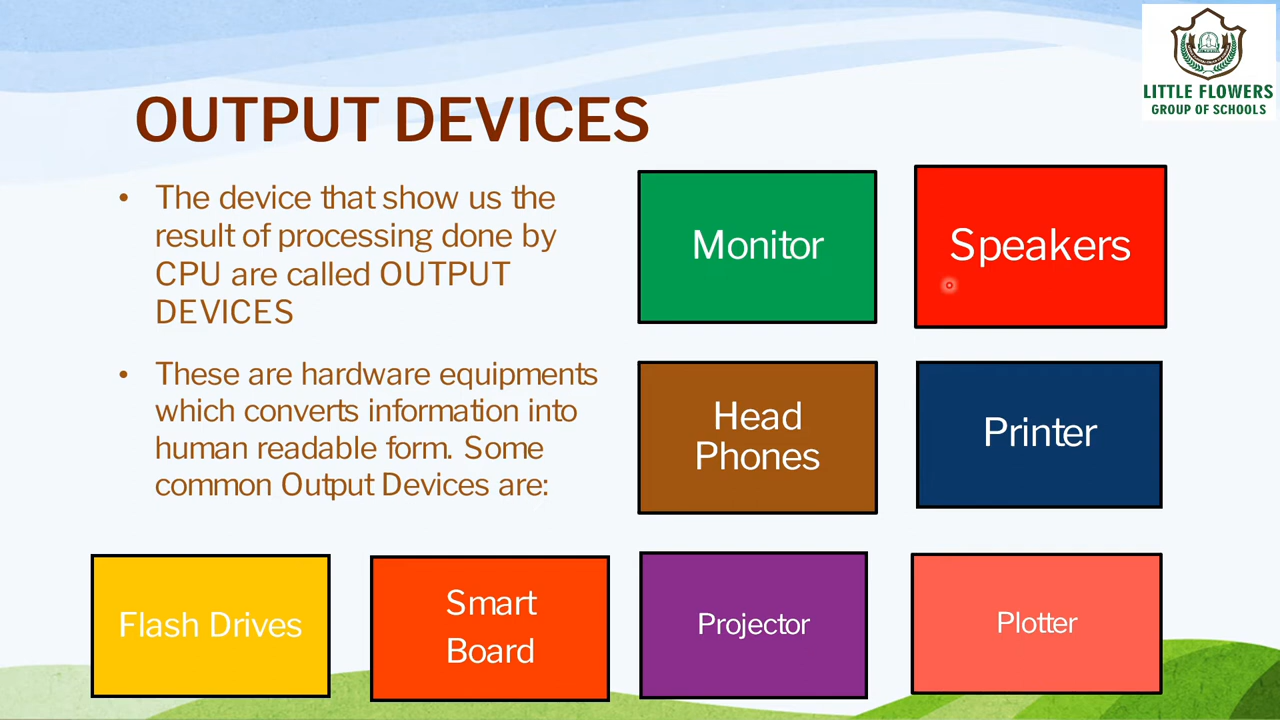 LITTLE FLOWERS
GROUP OF SCHOOLS
OUTPUT DEVICES
• The device that show us the
result of processing done by
CPU are called OUTPUT
DEVICES
• These are hardware equipments
which converts information into
human readable form. Some
common Output Devices are:
Monitor
Speakers
Head
Phones
Printer
Flash Drives
Smart
Board
Projector
Plotter